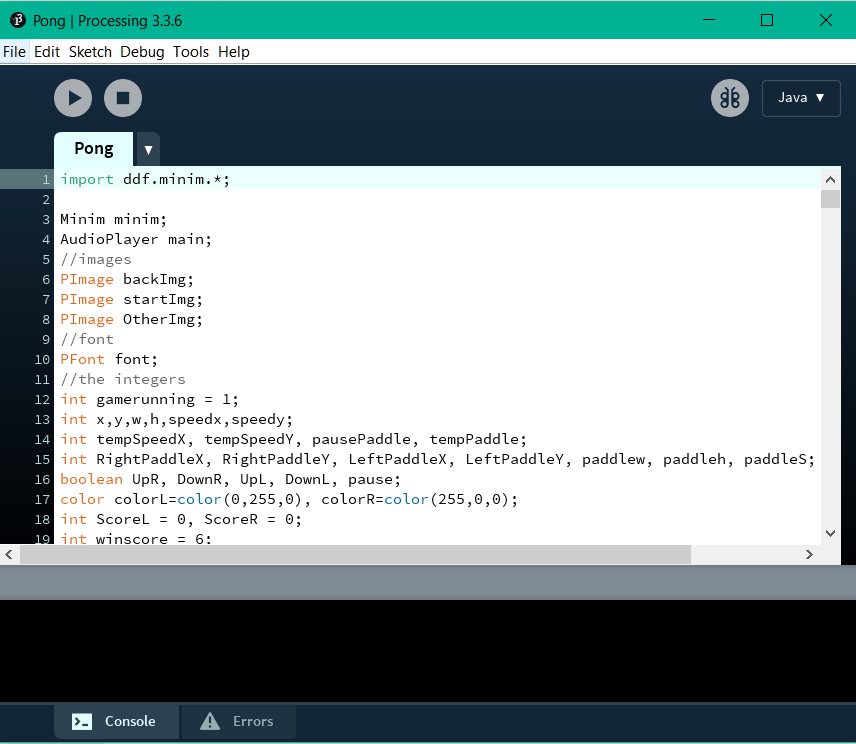 Pong | Processing 3.3.6
File Edit Sketch Debug Tools Help
Java ▼
Pong ▼
1 import ddf.minim.*;
2
3 Minim minim;
4 AudioPlayer main;
5 //images
6 PImage backImg;
7 PImage startImg;
8 PImage OtherImg;
9 //font
10 PFont font;
11 //the integers
12 int gamerunning = 1;
13 int x,y,w,h,speedx,speedy;
14 int tempSpeedX, tempSpeedY, pausePaddle, tempPaddle;
15 int RightPaddleX, RightPaddleY, LeftPaddleX, LeftPaddleY, paddlew, paddleh, paddleS;
16 boolean UpR, DownR, UpL, DownL, pause;
17 color colorL=color(0,255,0), colorR=color(255,0,0);
18 int ScoreL = 0, ScoreR = 0;
19 int winscore = 6;
Console Errors